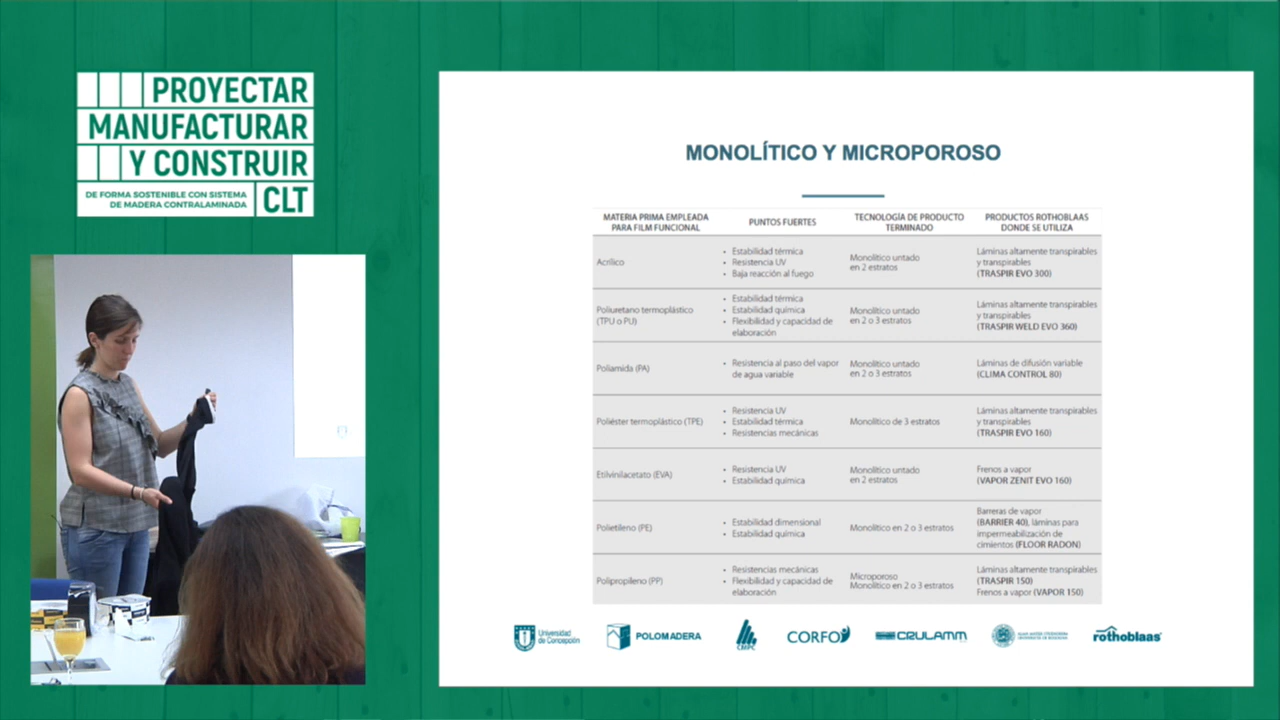 PROYECTAR
MANUFACTURAR
Y CONSTRUIR
DE FORMA SOSTENIBLE CON SISTEMA
DE MADERA CONTRALAMINADA
CLT
MONOLÍTICO Y MICROPOROSO
MATERIA PRIMA EMPLEADA
PARA FILM FUNCIONAL
PUNTOS FUERTES
TECNOLOGÍA DE PRODUCTO
TERMINADO
PRODUCTOS ROTHOBLAAS
DONDE SE UTILIZA
Acrílico
• Estabilidad térmica
• Resistencia UV
• Baja reacción al fuego
Monolítico untado
en 2 estratos
Láminas altamente transpirables
y transpirables
(TRASPIR EVO 300)
Poliuretano termoplástico
(TPU o PU)
• Estabilidad térmica
• Estabilidad química
• Flexibilidad y capacidad de
elaboración
Monolítico untado
en 2 o 3 estratos
Láminas altamente transpirables
y transpirables
(TRASPIR WELD EVO 360)
Poliamida (PA)
• Resistencia al paso del vapor
de agua variable
Monolítico untado
en 2 o 3 estratos
Láminas de difusión variable
(CLIMA CONTROL 80)
Poliéster termoplástico (TPE)
• Resistencia UV
• Estabilidad térmica
• Resistencias mecánicas
Monolítico de 3 estratos
Láminas altamente transpirables
y transpirables
(TRASPIR EVO 160)
Etilvinilacetato (EVA)
• Resistencia UV
• Estabilidad química
Monolítico untado
en 2 estratos
Frenos a vapor
(VAPOR ZENIT EVO 160)
Polietileno (PE)
• Estabilidad dimensional
• Estabilidad química
Monolítico en 2 o 3 estratos
Barreras de vapor
(BARRIER 40), láminas para
impermeabilización de
cimientos (FLOOR RADON)
Polipropileno (PP)
• Resistencias mecánicas
• Flexibilidad y capacidad de
elaboración
Microporoso
Monolítico en 2 o 3 estratos
Láminas altamente transpirables
(TRASPIR 150)
Frenos a vapor (VAPOR 150)
Universidad
de Concepción
POLOMADERA
CMPC
CORFO
CRULAMM
rothoblaas